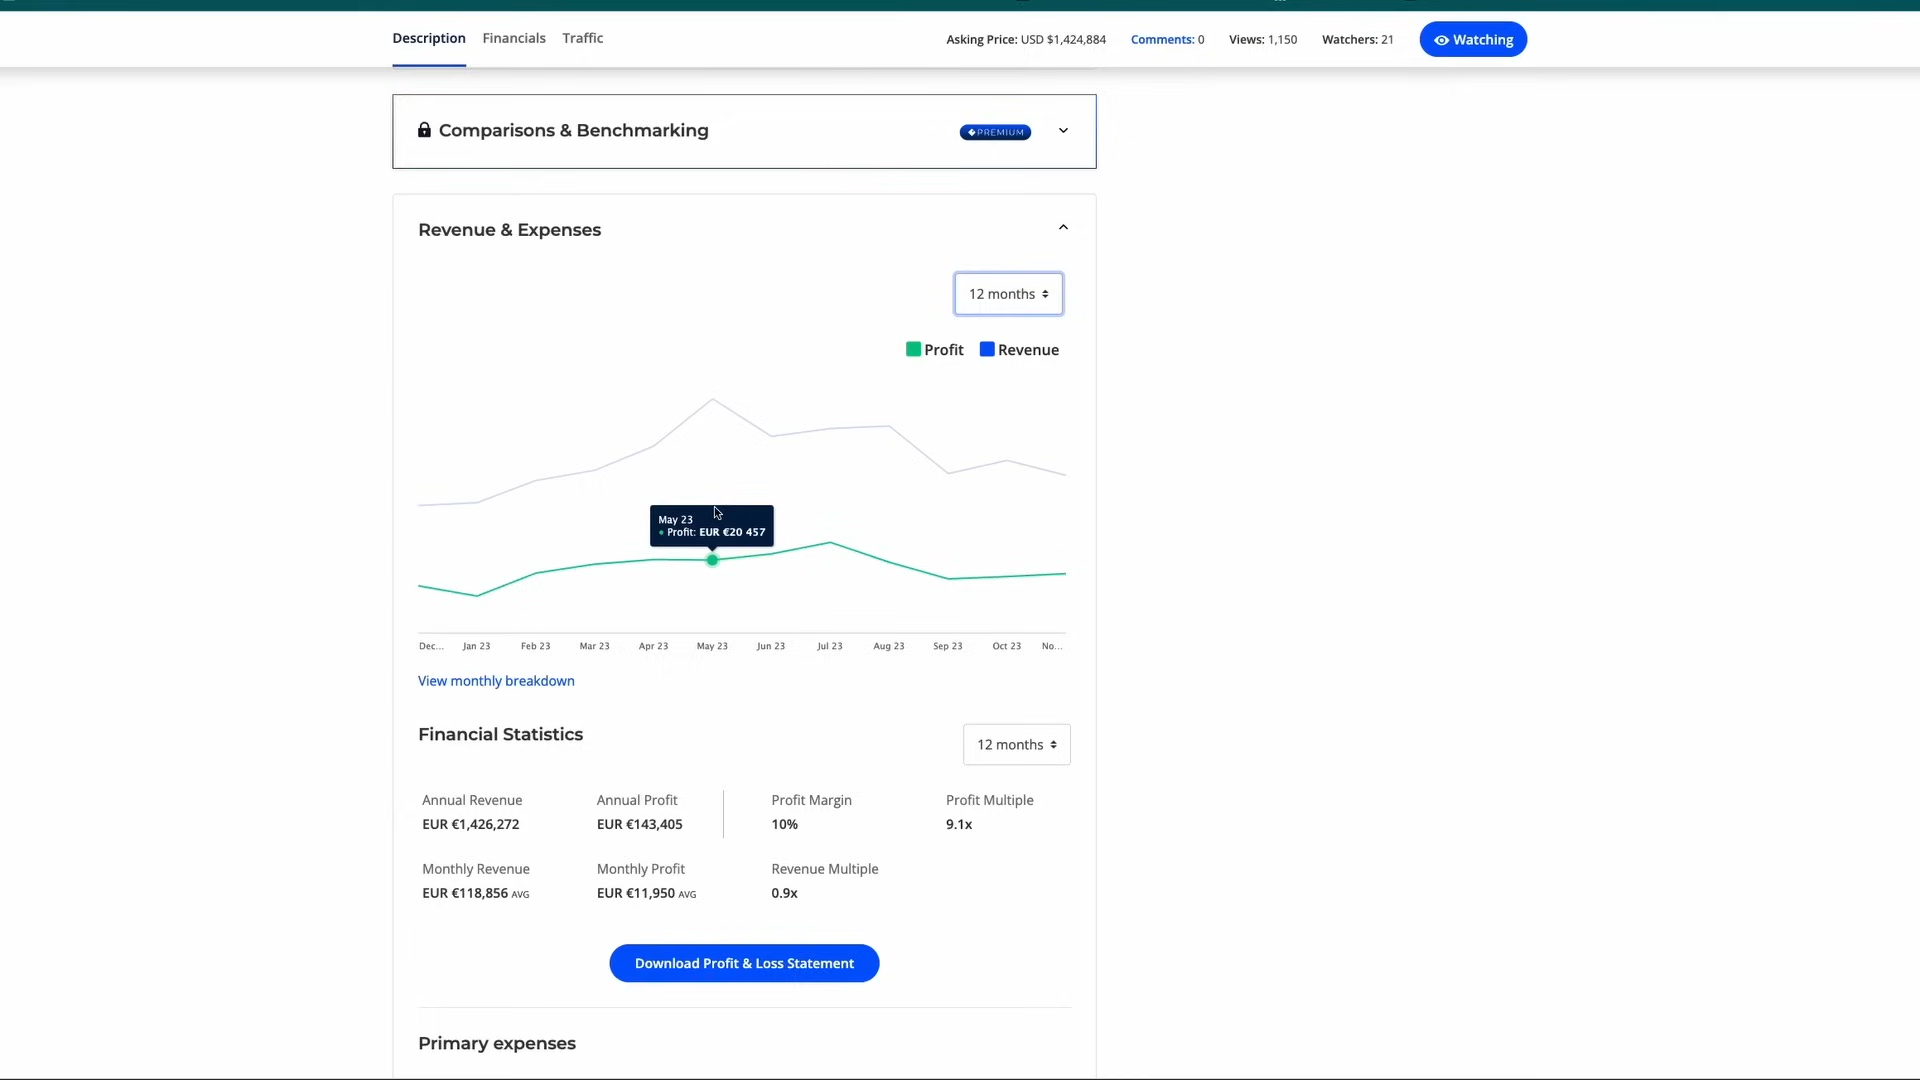 Description Financials Traffic Asking Price: USD $1,424,884 Comments: 0 Views: 1,150 Watchers: 21 Watching
Comparisons & Benchmarking PREMIUM
Revenue & Expenses
12 months
Profit Revenue
May 23
Profit: EUR €20 457
Dec... Jan 23 Feb 23 Mar 23 Apr 23 May 23 Jun 23 Jul 23 Aug 23 Sep 23 Oct 23 No...
View monthly breakdown
Financial Statistics 12 months
Annual Revenue Annual Profit Profit Margin Profit Multiple
EUR €1,426,272 EUR €143,405 10% 9.1x
Monthly Revenue Monthly Profit Revenue Multiple
EUR €118,856 AVG EUR €11,950 AVG 0.9x
Download Profit & Loss Statement
Primary expenses